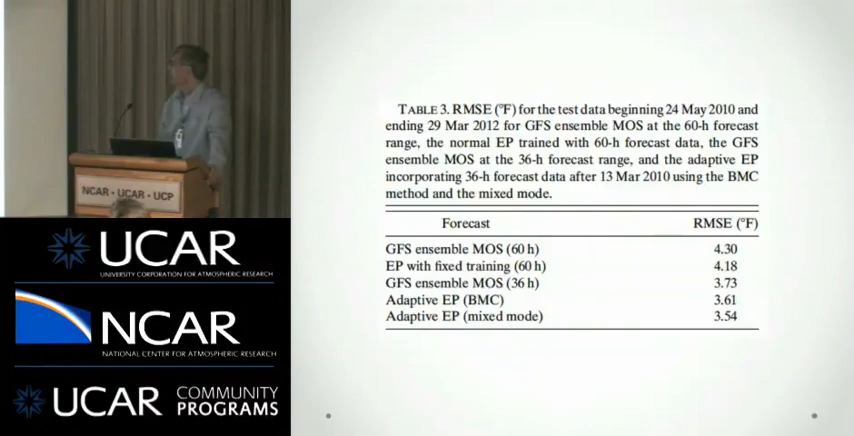 NCAR • UCAR • UCP
UCAR
UNIVERSITY CORPORATION FOR ATMOSPHERIC RESEARCH
NCAR
NATIONAL CENTER FOR ATMOSPHERIC RESEARCH
UCAR COMMUNITY
PROGRAMS
TABLE 3. RMSE (°F) for the test data beginning 24 May 2010 and
ending 29 Mar 2012 for GFS ensemble MOS at the 60-h forecast
range, the normal EP trained with 60-h forecast data, the GFS
ensemble MOS at the 36-h forecast range, and the adaptive EP
incorporating 36-h forecast data after 13 Mar 2010 using the BMC
method and the mixed mode.
Forecast RMSE (°F)
GFS ensemble MOS (60 h) 4.30
EP with fixed training (60 h) 4.18
GFS ensemble MOS (36 h) 3.73
Adaptive EP (BMC) 3.61
Adaptive EP (mixed mode) 3.54